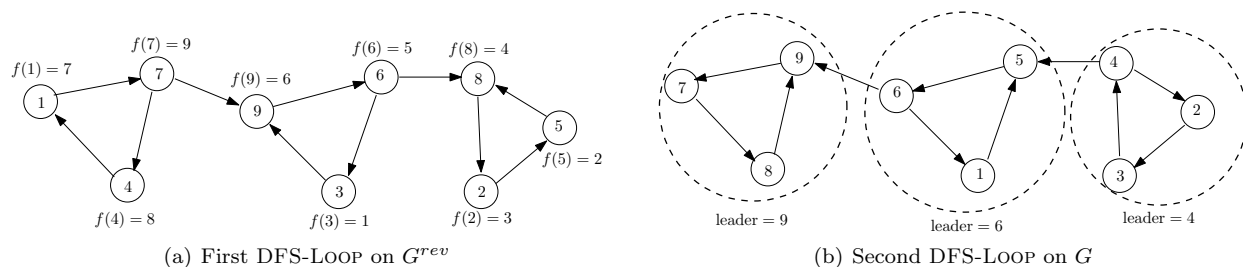 f(7) = 9
f(6) = 5
f(8) = 4
f(1) = 7
f(9) = 6
7
6
8
1
9
5
f(5) = 2
4
3
2
f(4) = 8
f(3) = 1
f(2) = 3
(a) First DFS-LOOP on G^{rev}
9
5
4
7
6
2
8
1
3
leader = 9
leader = 6
leader = 4
(b) Second DFS-LOOP on G